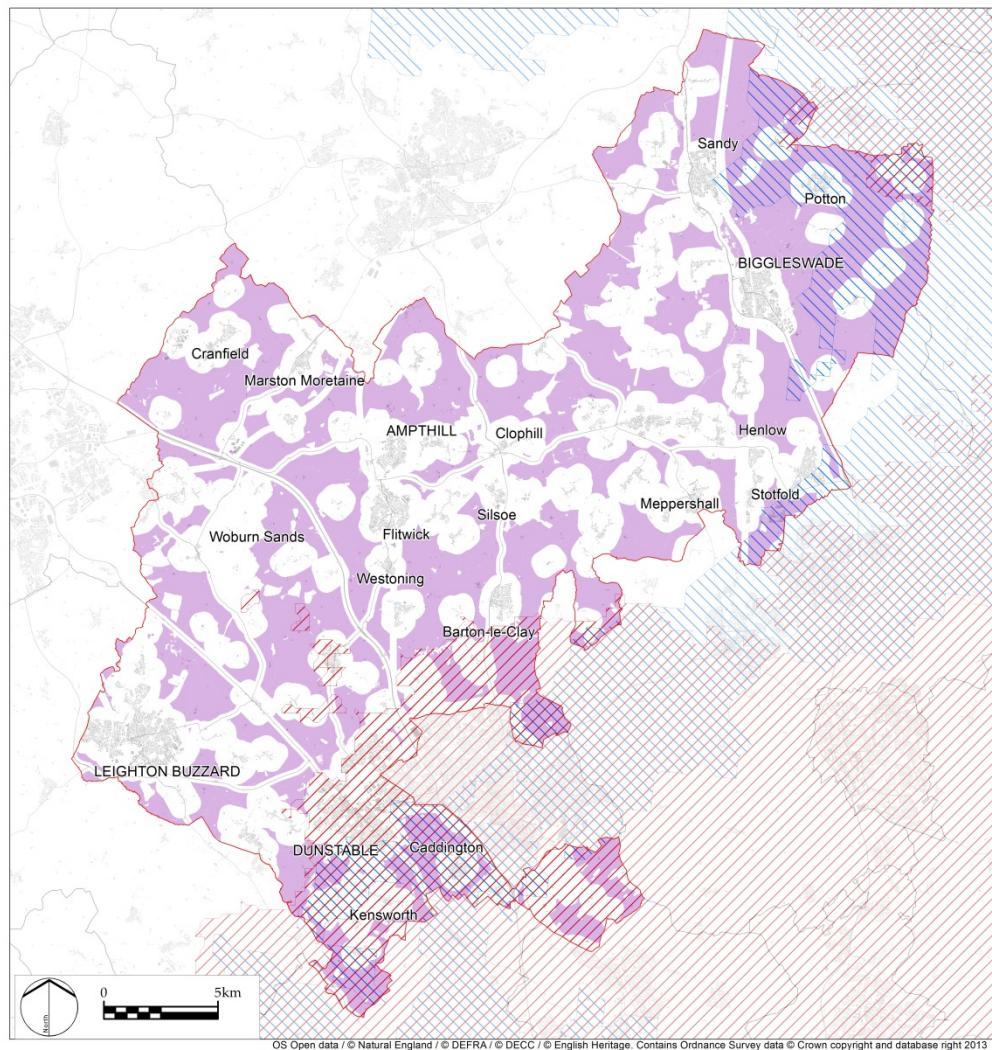 Sandy
Potton
BIGGLESWADE
Cranfield
Marston Moretaine
AMPTHILL
Clophill
Henlow
Meppershall
Stotfold
Silsoe
Woburn Sands
Flitwick
Westoning
Barton-le-Clay
LEIGHTON BUZZARD
DUNSTABLE
Caddington
Kensworth
North
0 5km
OS Open data / © Natural England / © DEFRA / © DECC / © English Heritage. Contains Ordnance Survey data © Crown copyright and database right 2013